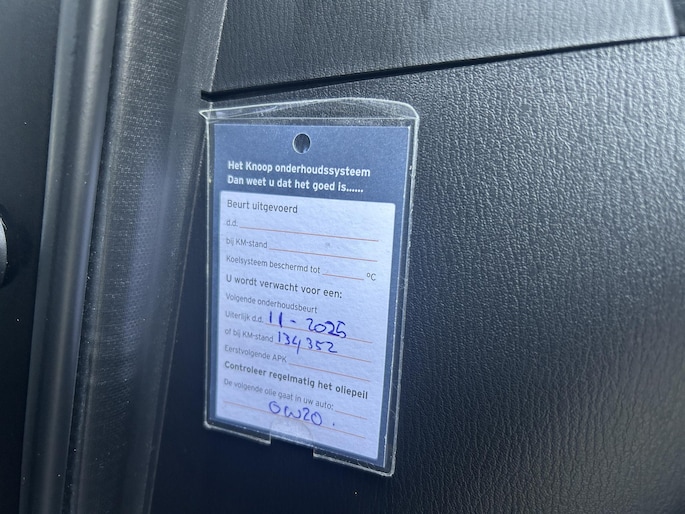 Het Knoop onderhoudssysteem
Dan weet u dat het goed is......
Beurt uitgevoerd
d.d.
bij KM-stand
Koelsysteem beschermd tot °C
U wordt verwacht voor een:
Volgende onderhoudsbeurt
Uiterlijk d.d. 11-2025
of bij KM-stand 134352
Eerstvolgende APK
Controleer regelmatig het oliepeil
De volgende olie gaat in uw auto:
0W20.